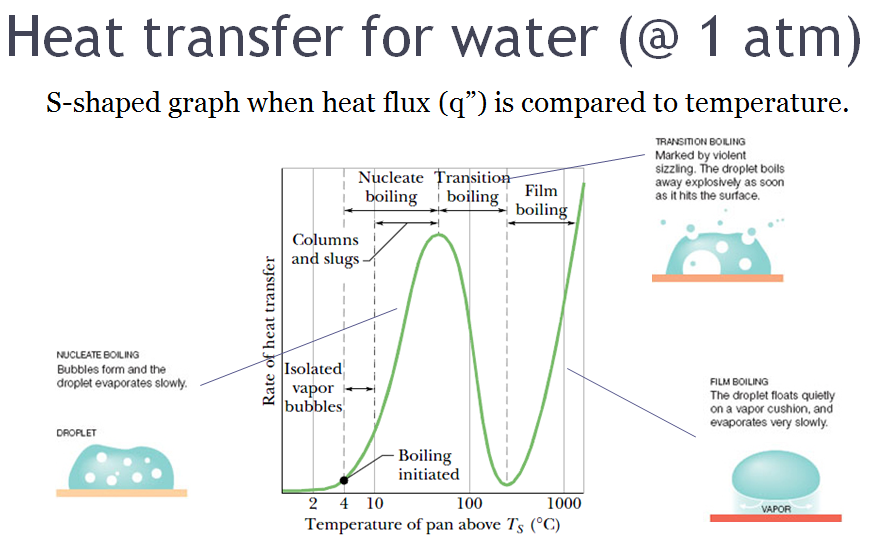 Heat transfer for water (@ 1 atm)
S-shaped graph when heat flux (q”) is compared to temperature.
TRANSITION BOILING
Marked by violent
sizzling. The droplet boils
away explosively as soon
as it hits the surface.
Nucleate
boiling
Transition
boiling
Film
boiling
Columns
and slugs
Rate of heat transfer
Isolated
vapor
bubbles
Boiling
initiated
2 4 10 100 1000
Temperature of pan above TS (°C)
NUCLEATE BOILING
Bubbles form and the
droplet evaporates slowly.
DROPLET
FILM BOILING
The droplet floats quietly
on a vapor cushion, and
evaporates very slowly.
VAPOR